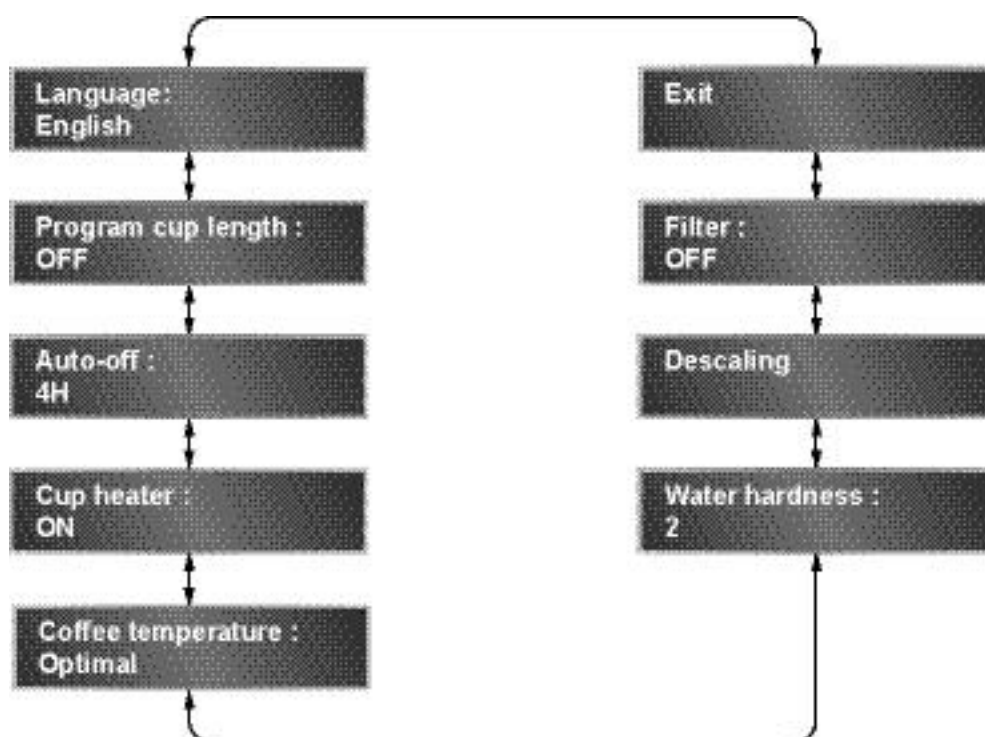 Language:
English
Program cup length :
OFF
Auto-off :
4H
Cup heater :
ON
Coffee temperature :
Optimal
Exit
Filter :
OFF
Descaling
Water hardness :
2